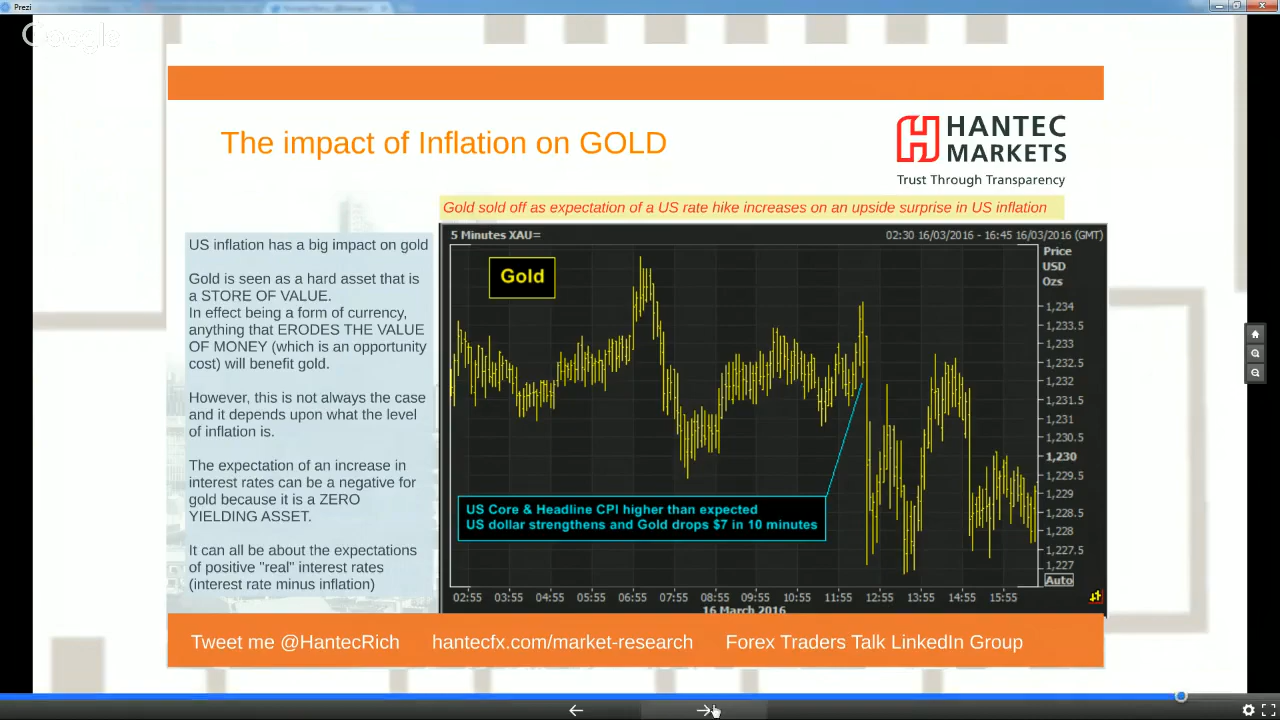 Prezi
Google
The impact of Inflation on GOLD
HANTEC
MARKETS
Trust Through Transparency
Gold sold off as expectation of a US rate hike increases on an upside surprise in US inflation
US inflation has a big impact on gold
Gold is seen as a hard asset that is
a STORE OF VALUE.
In effect being a form of currency,
anything that ERODES THE VALUE
OF MONEY (which is an opportunity
cost) will benefit gold.
However, this is not always the case
and it depends upon what the level
of inflation is.
The expectation of an increase in
interest rates can be a negative for
gold because it is a ZERO
YIELDING ASSET.
It can all be about the expectations
of positive "real" interest rates
(interest rate minus inflation)
5 Minutes XAU=
02:30 16/03/2016 - 16:45 16/03/2016 (GMT)
Gold
Price
USD
Ozs
1,234
1,233.5
1,233
1,232.5
1,232
1,231.5
1,231
1,230.5
1,230
1,229.5
1,229
1,228.5
1,228
1,227.5
1,227
Auto
US Core & Headline CPI higher than expected
US dollar strengthens and Gold drops $7 in 10 minutes
02:55 03:55 04:55 05:55 06:55 07:55 08:55 09:55 10:55 11:55 12:55 13:55 14:55 15:55
16 March 2016
Tweet me @HantecRich hantecfx.com/market-research Forex Traders Talk LinkedIn Group